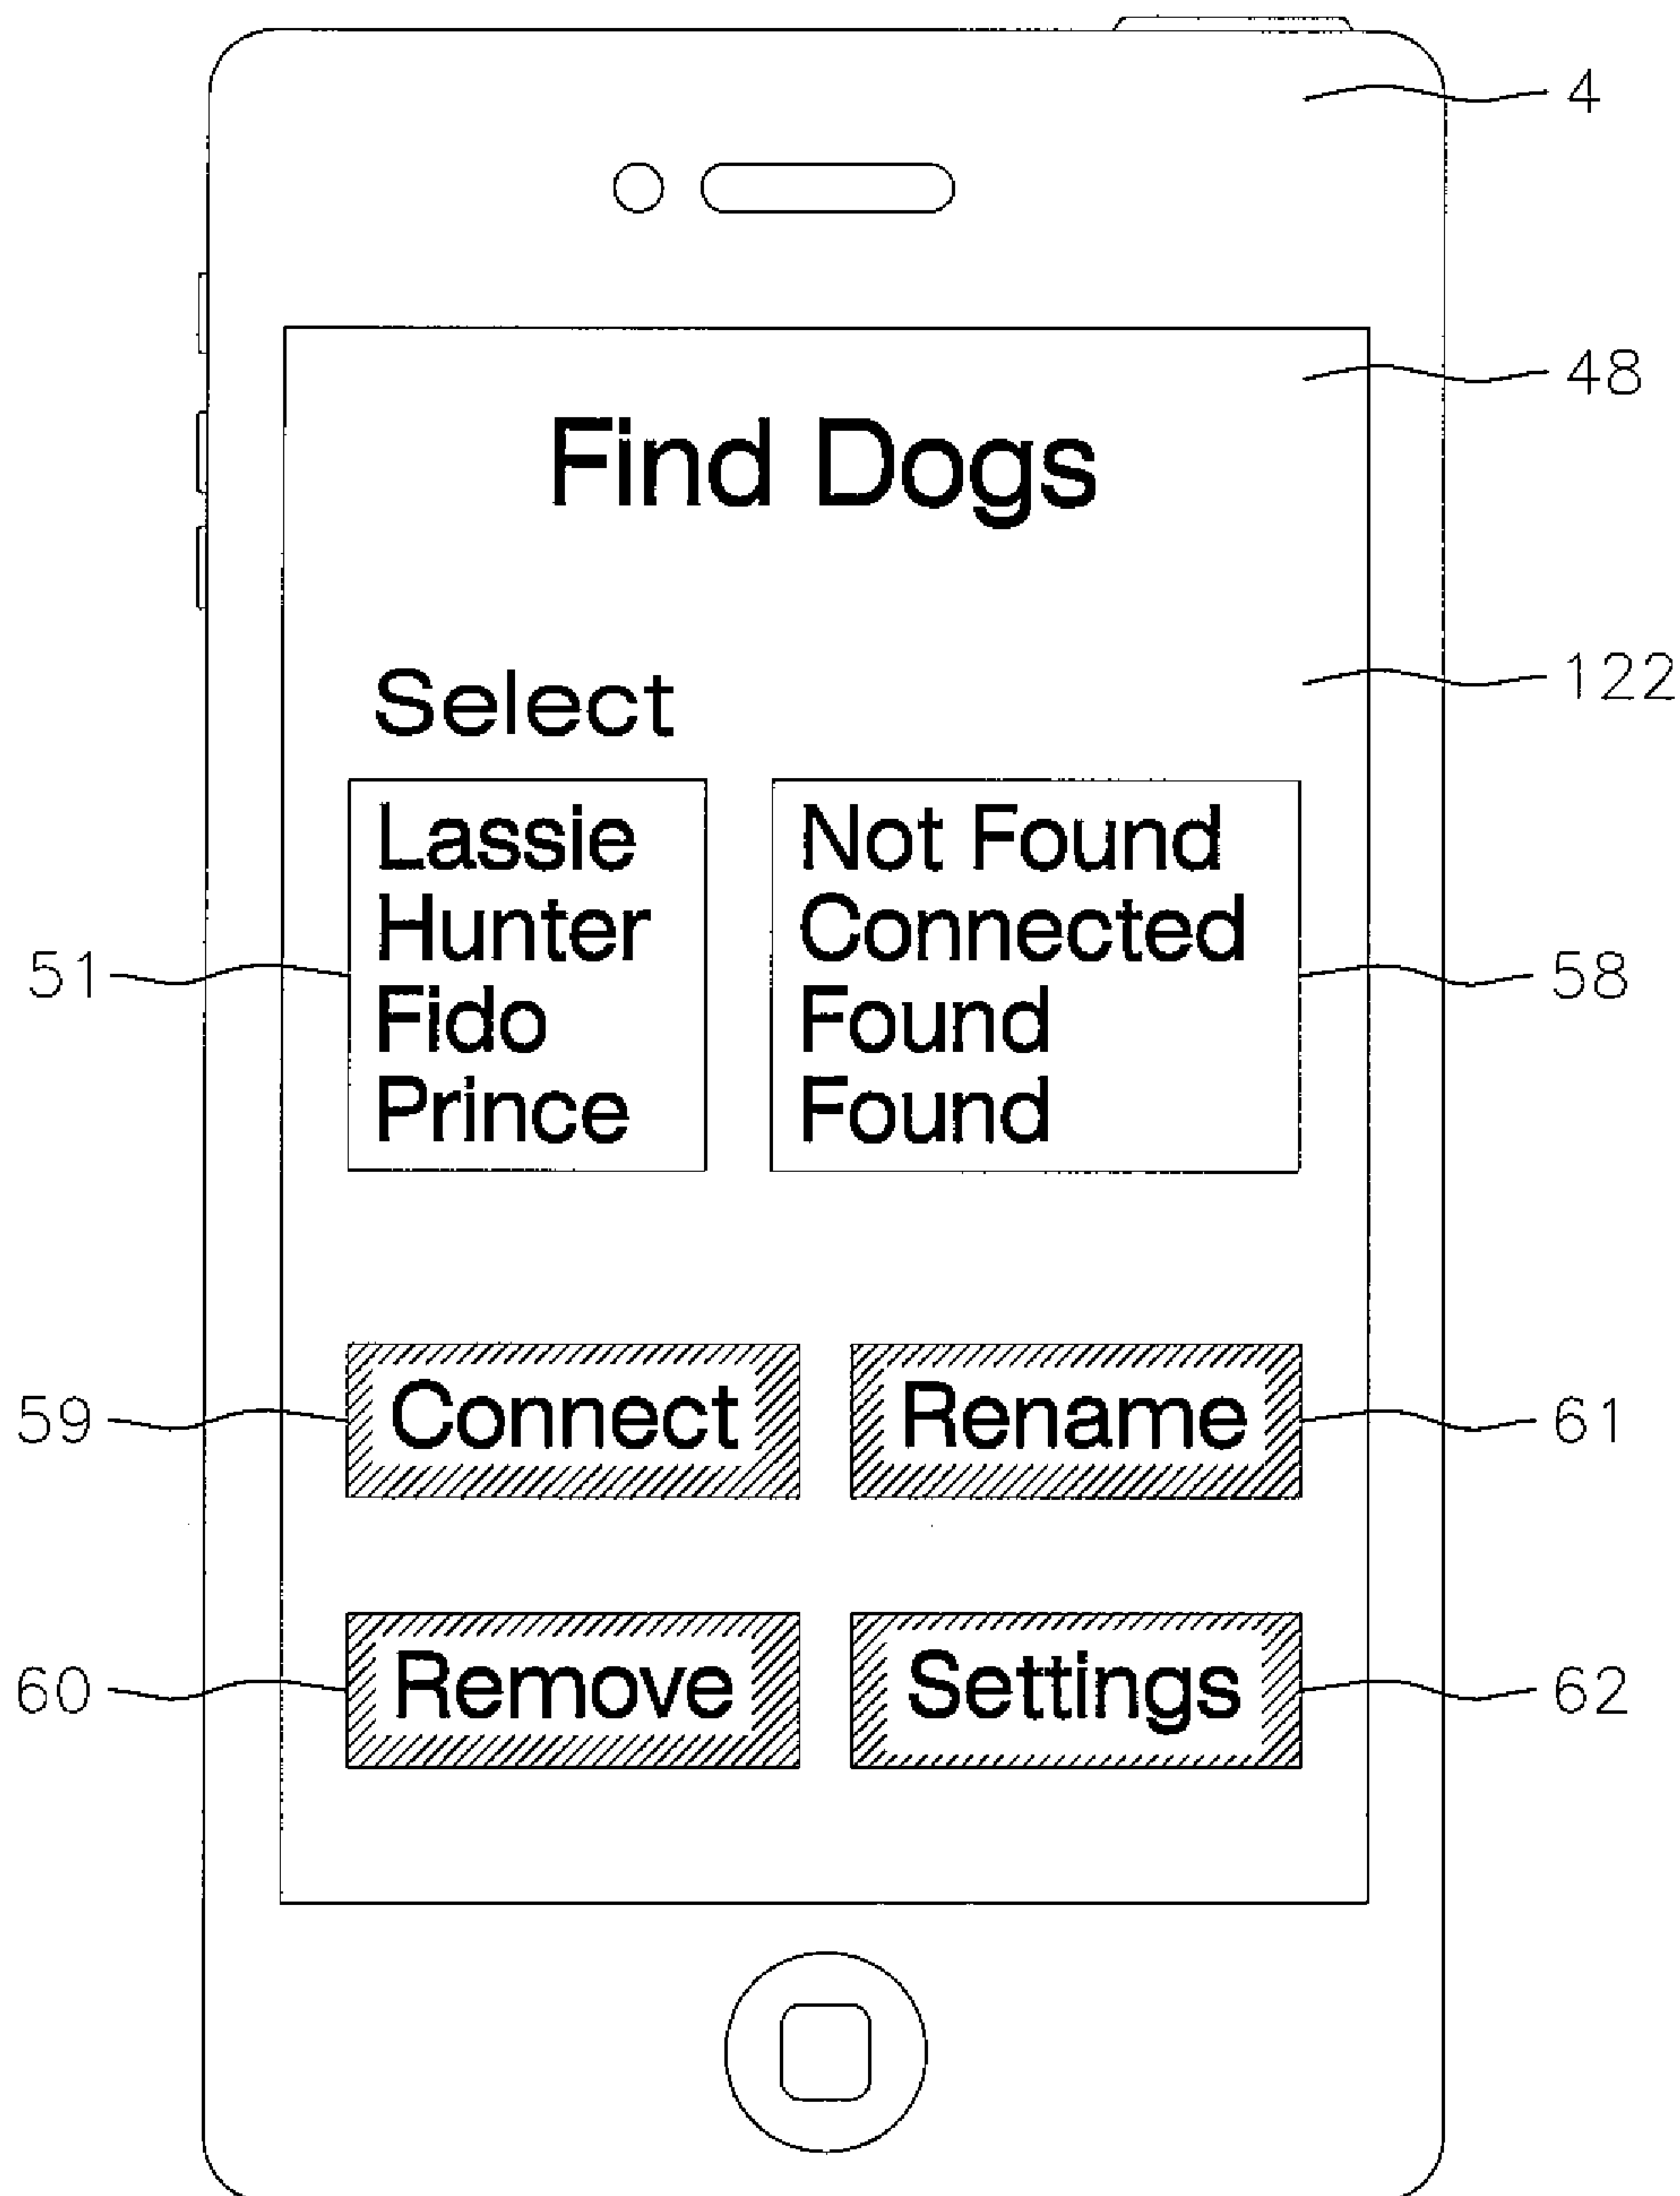 4
48
Find Dogs
122
Select
Lassie Not Found
Hunter Connected
51 58
Fido Found
Prince Found
59 Connect Rename 61
60 Remove Settings 62